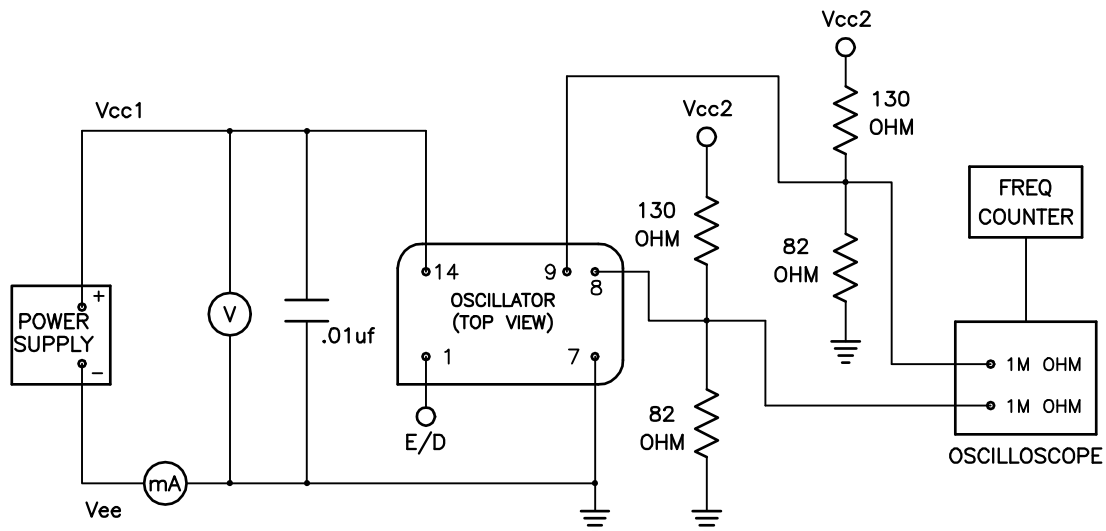 Vcc2
Vcc1
Vcc2
130
OHM
FREQ
COUNTER
130
OHM
82
OHM
14
9
8
OSCILLATOR
(TOP VIEW)
+
POWER
SUPPLY
-
V
.01uf
1
7
1M OHM
1M OHM
82
OHM
E/D
OSCILLOSCOPE
mA
Vee